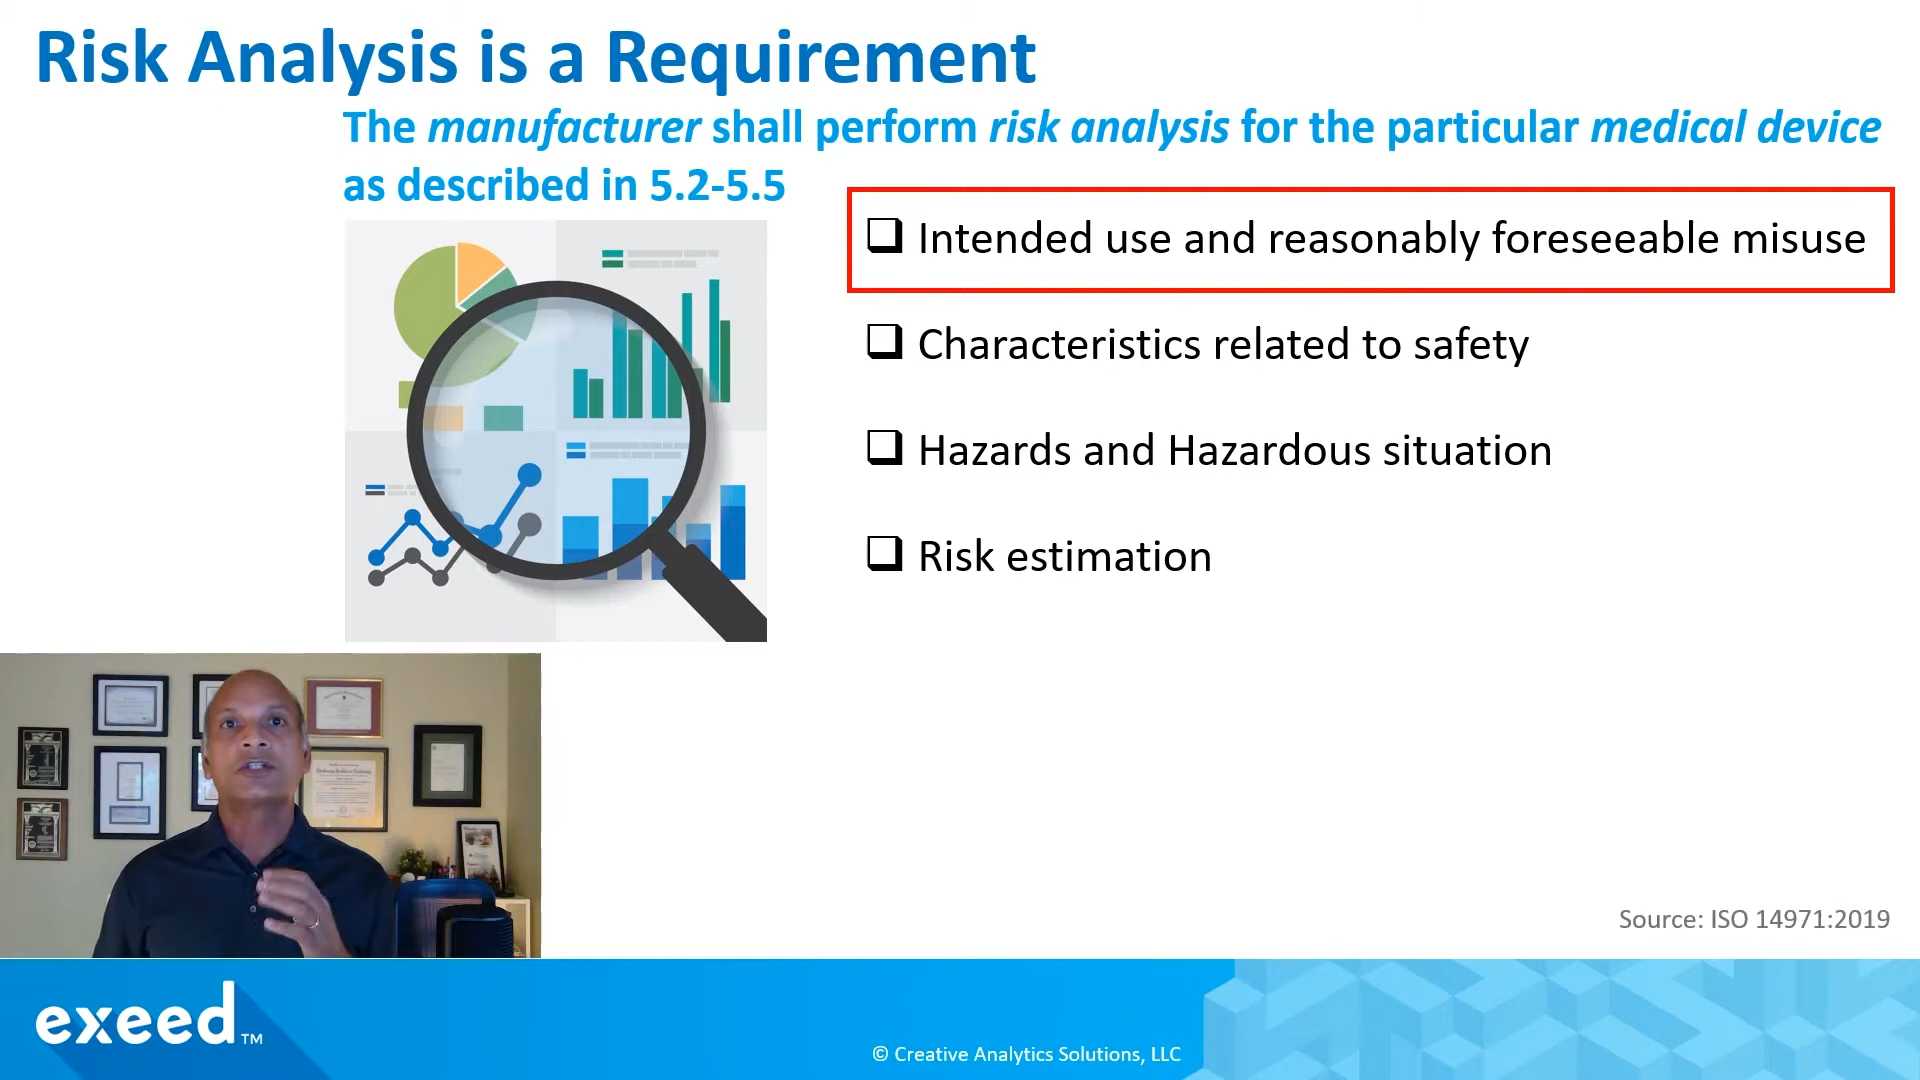 Risk Analysis is a Requirement
The manufacturer shall perform risk analysis for the particular medical device
as described in 5.2-5.5
❑ Intended use and reasonably foreseeable misuse
❑ Characteristics related to safety
❑ Hazards and Hazardous situation
❑ Risk estimation
Source: ISO 14971:2019
exeed™
© Creative Analytics Solutions, LLC